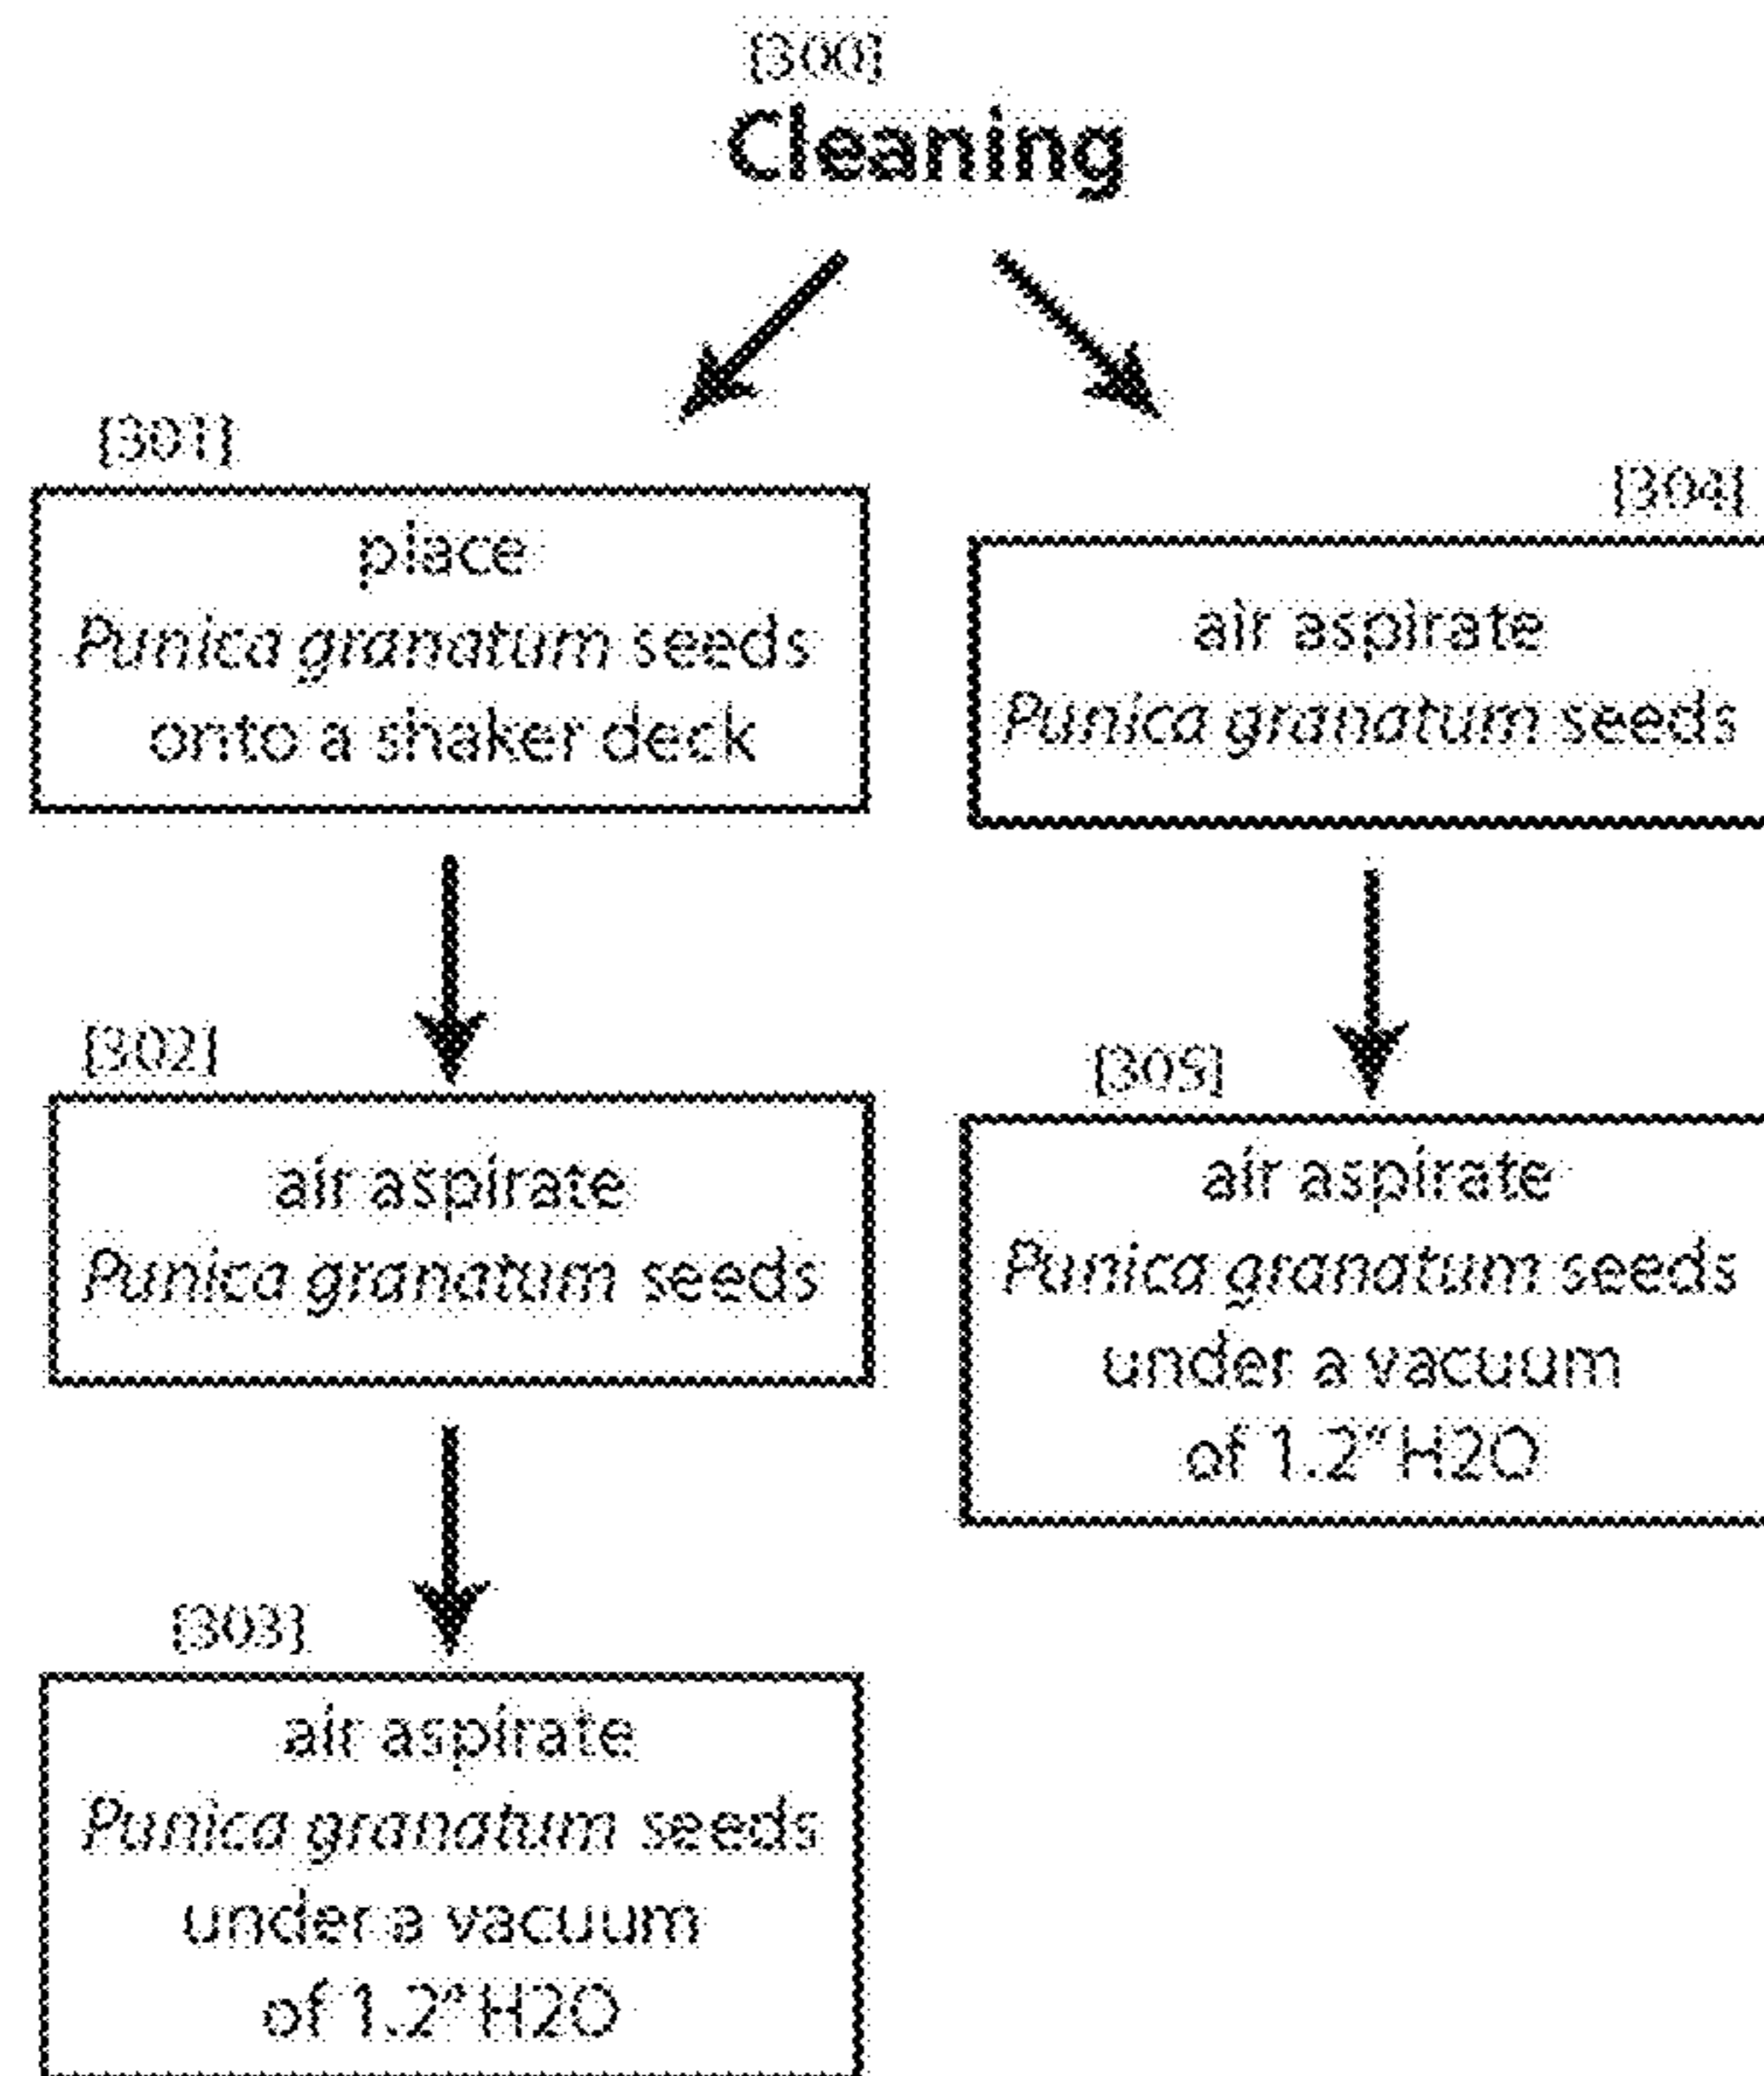 [300]
Cleaning
[301]
place
Punica granatum seeds
onto a shaker deck
[302]
air aspirate
Punica granatum seeds
[303]
air aspirate
Punica granatum seeds
under a vacuum
of 1.2" H2O
[304]
air aspirate
Punica granatum seeds
[305]
air aspirate
Punica granatum seeds
under a vacuum
of 1.2" H2O